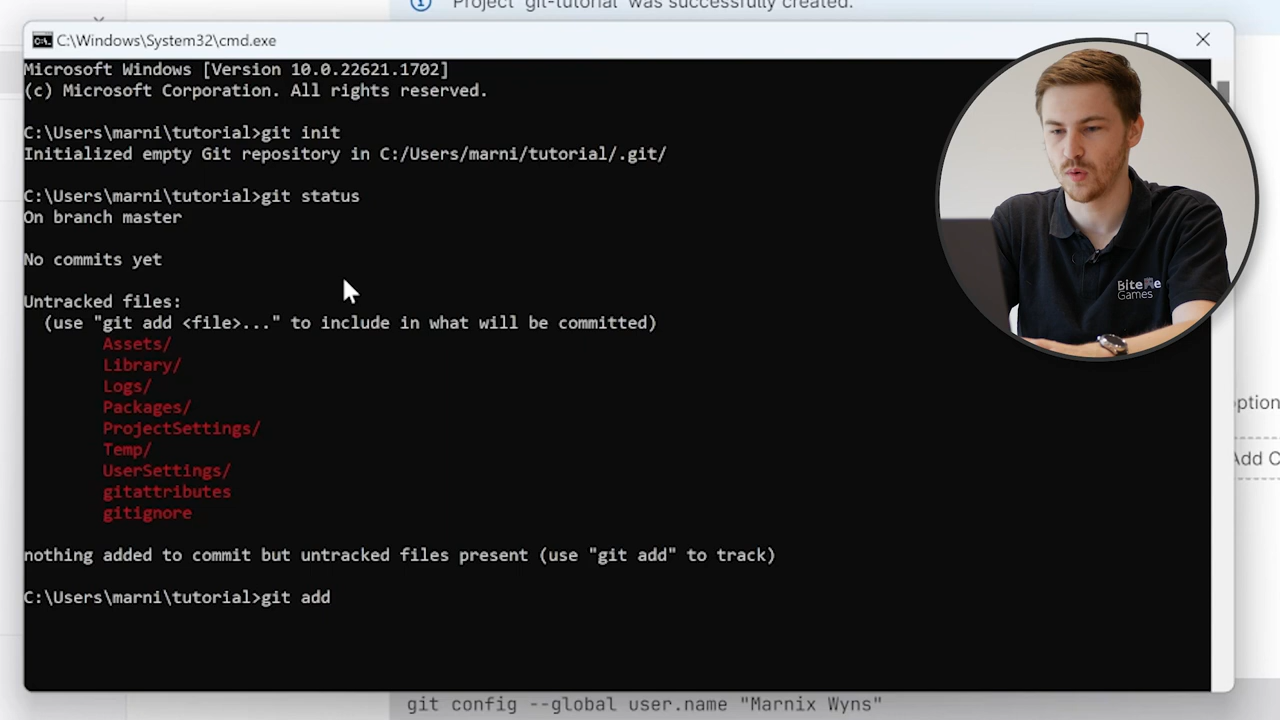 Project 'git-tutorial' was successfully created.
C:\Windows\System32\cmd.exe
Microsoft Windows [Version 10.0.22621.1702]
(c) Microsoft Corporation. All rights reserved.
C:\Users\marni\tutorial>git init
Initialized empty Git repository in C:/Users/marni/tutorial/.git/
C:\Users\marni\tutorial>git status
On branch master
No commits yet
Untracked files:
(use "git add <file>..." to include in what will be committed)
Assets/
Library/
Logs/
Packages/
ProjectSettings/
Temp/
UserSettings/
gitattributes
gitignore
nothing added to commit but untracked files present (use "git add" to track)
C:\Users\marni\tutorial>git add
BiteMe
Games
option
Add C
git config --global user.name "Marnix Wyns"